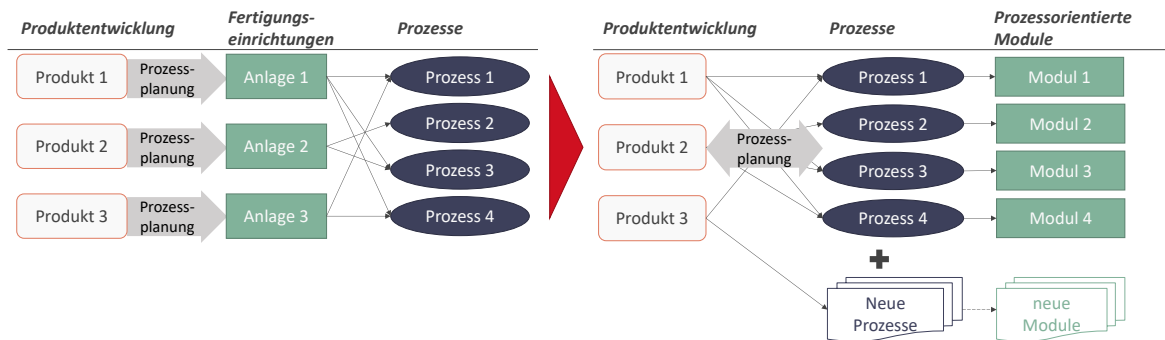 Produktentwicklung
Fertigungs-
einrichtungen
Prozesse
Produkt 1
Prozess-
planung
Anlage 1
Prozess 1
Produkt 2
Prozess-
planung
Anlage 2
Prozess 2
Prozess 3
Produkt 3
Prozess-
planung
Anlage 3
Prozess 4
Produktentwicklung
Prozesse
Prozessorientierte
Module
Produkt 1
Prozess 1
Modul 1
Produkt 2
Prozess-
planung
Prozess 2
Modul 2
Prozess 3
Modul 3
Produkt 3
Prozess 4
Modul 4
+
Neue
Prozesse
neue
Module